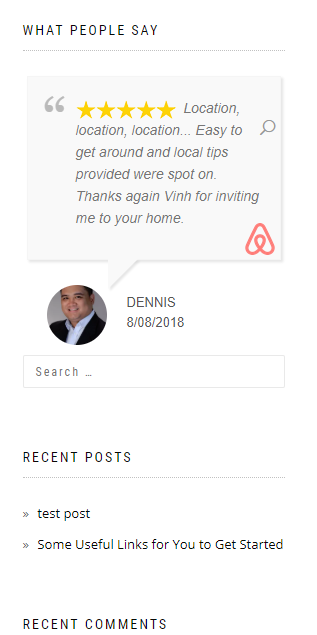 WHAT PEOPLE SAY
Location,
location, location... Easy to
get around and local tips
provided were spot on.
Thanks again Vinh for inviting
me to your home.
DENNIS
8/08/2018
Search …
RECENT POSTS
» test post
» Some Useful Links for You to Get Started
RECENT COMMENTS